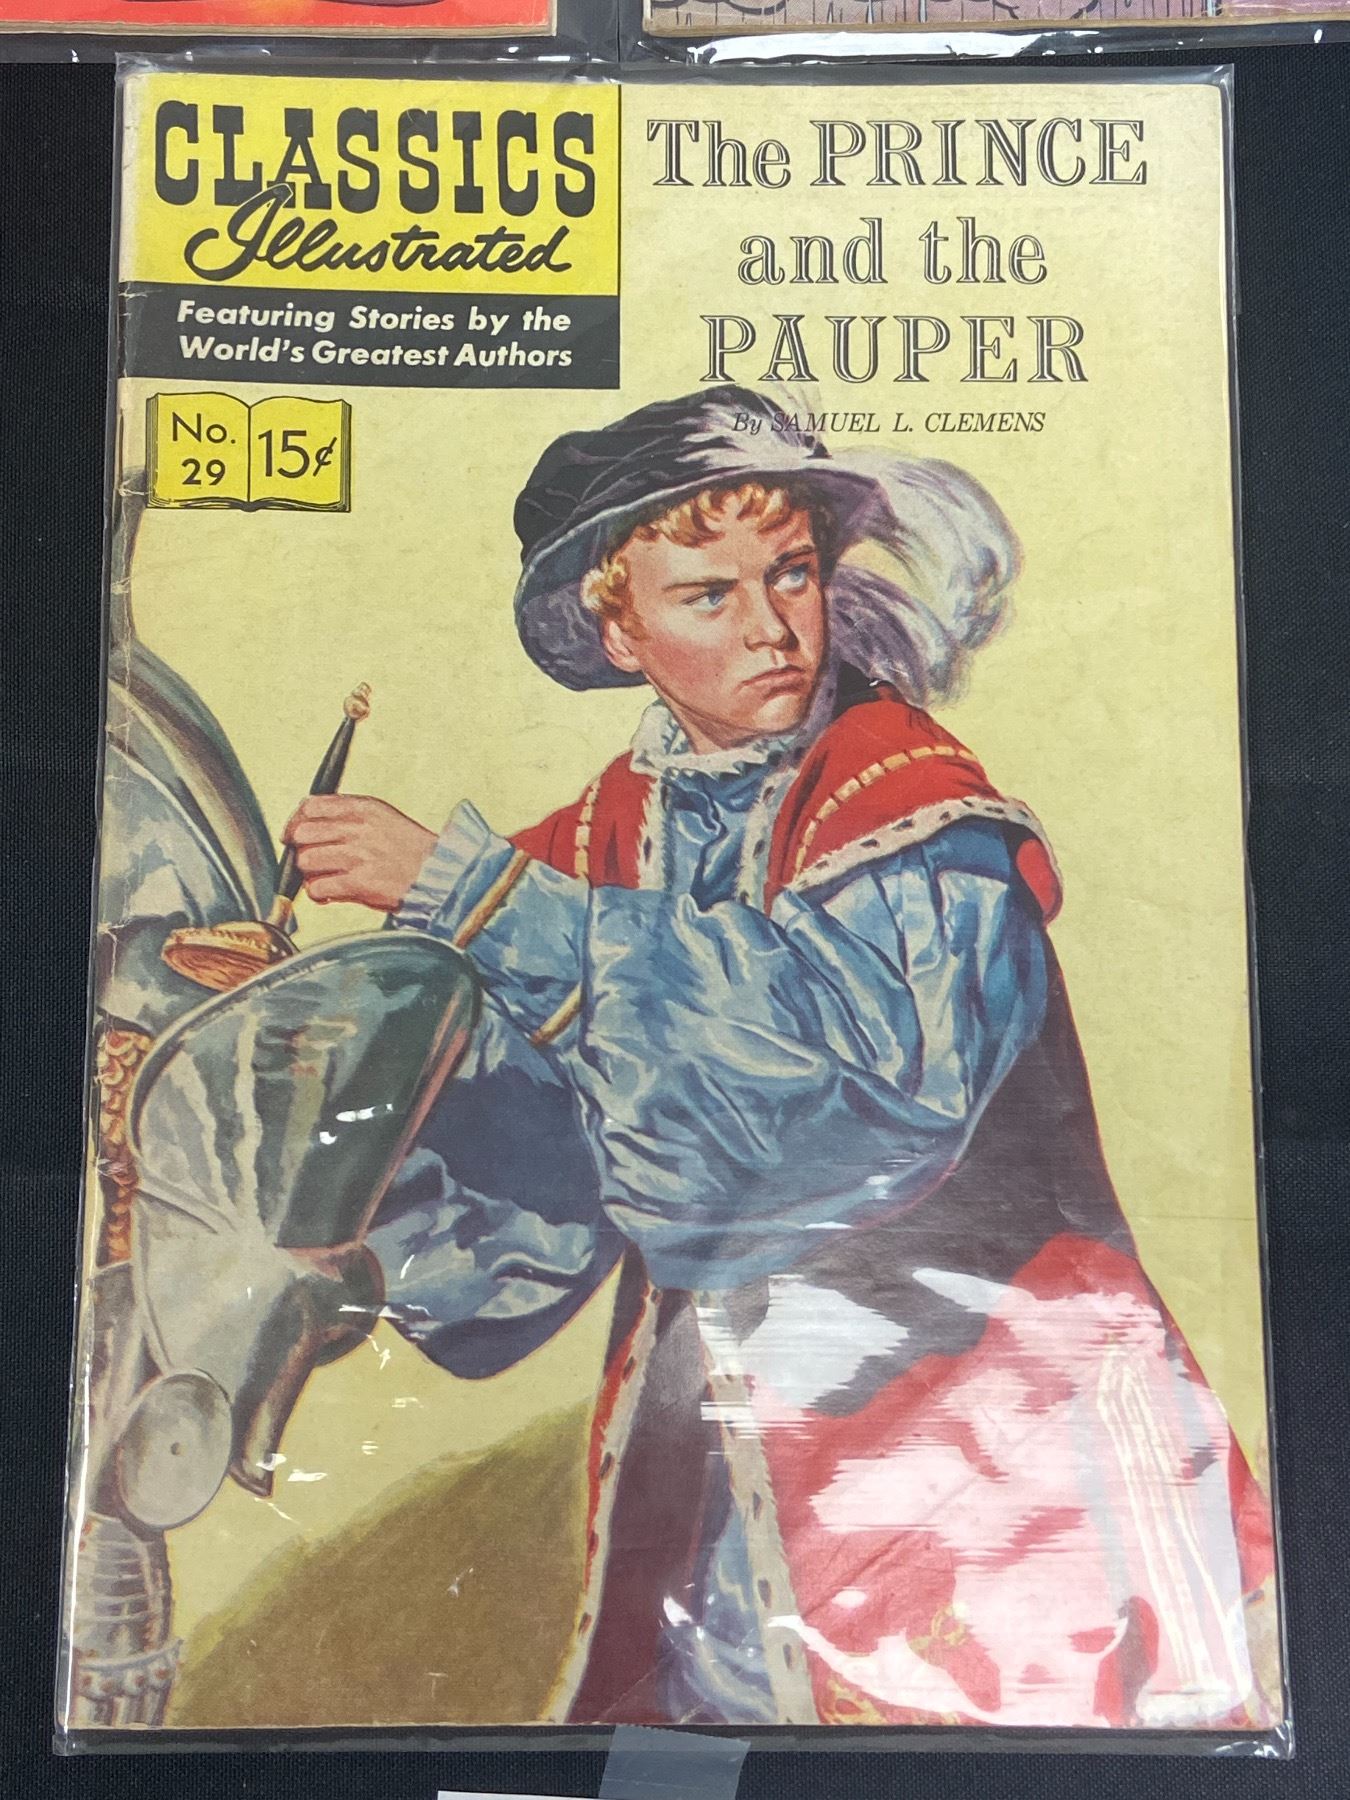 CLASSICS
Illustrated
Featuring Stories by the
World's Greatest Authors
No.
29
15¢
The PRINCE
and the
PAUPER
By SAMUEL L. CLEMENS